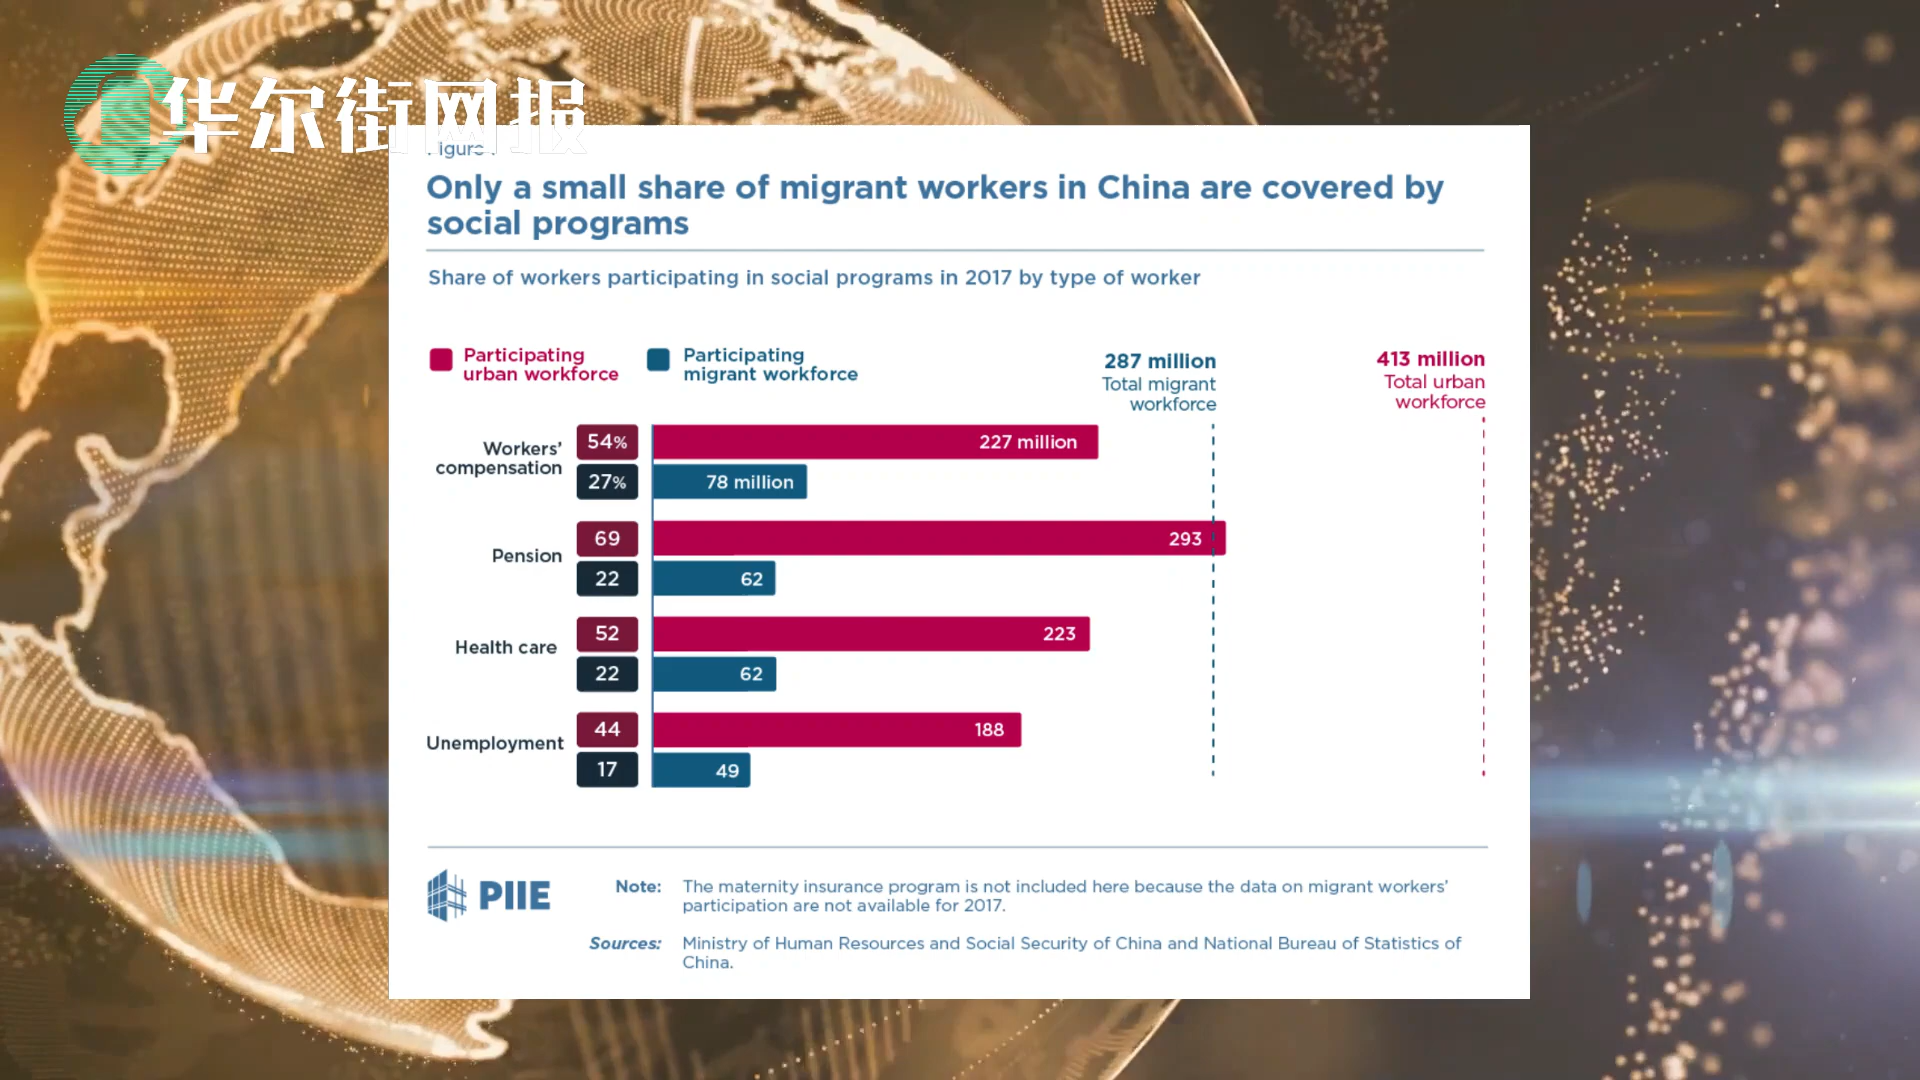 华尔街网报
Figure
Only a small share of migrant workers in China are covered by
social programs
Share of workers participating in social programs in 2017 by type of worker
Participating
urban workforce
Participating
migrant workforce
287 million
Total migrant
workforce
413 million
Total urban
workforce
Workers’
compensation
54%
227 million
27%
78 million
Pension
69
293
22
62
Health care
52
223
22
62
Unemployment
44
188
17
49
PIIE
Note: The maternity insurance program is not included here because the data on migrant workers’
participation are not available for 2017.
Sources: Ministry of Human Resources and Social Security of China and National Bureau of Statistics of
China.